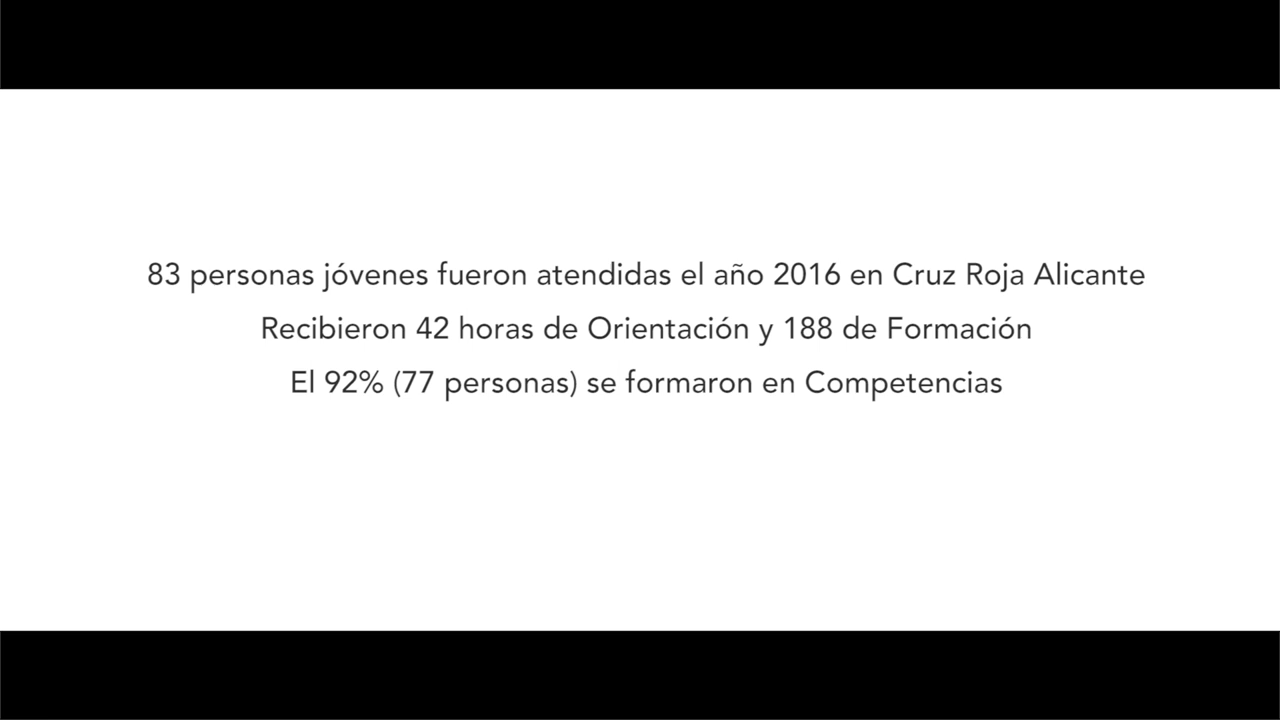 83 personas jóvenes fueron atendidas el año 2016 en Cruz Roja Alicante
Recibieron 42 horas de Orientación y 188 de Formación
El 92% (77 personas) se formaron en Competencias